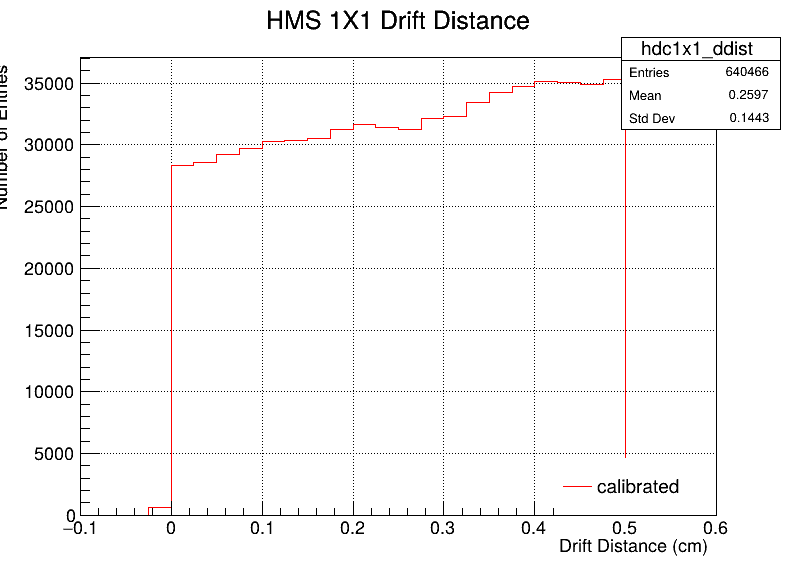 HMS 1X1 Drift Distance
hdc1x1_ddist
Entries 640466
Mean 0.2597
Std Dev 0.1443
Number of Entries
35000
30000
25000
20000
15000
10000
5000
0
−0.1 0 0.1 0.2 0.3 0.4 0.5 0.6
Drift Distance (cm)
calibrated